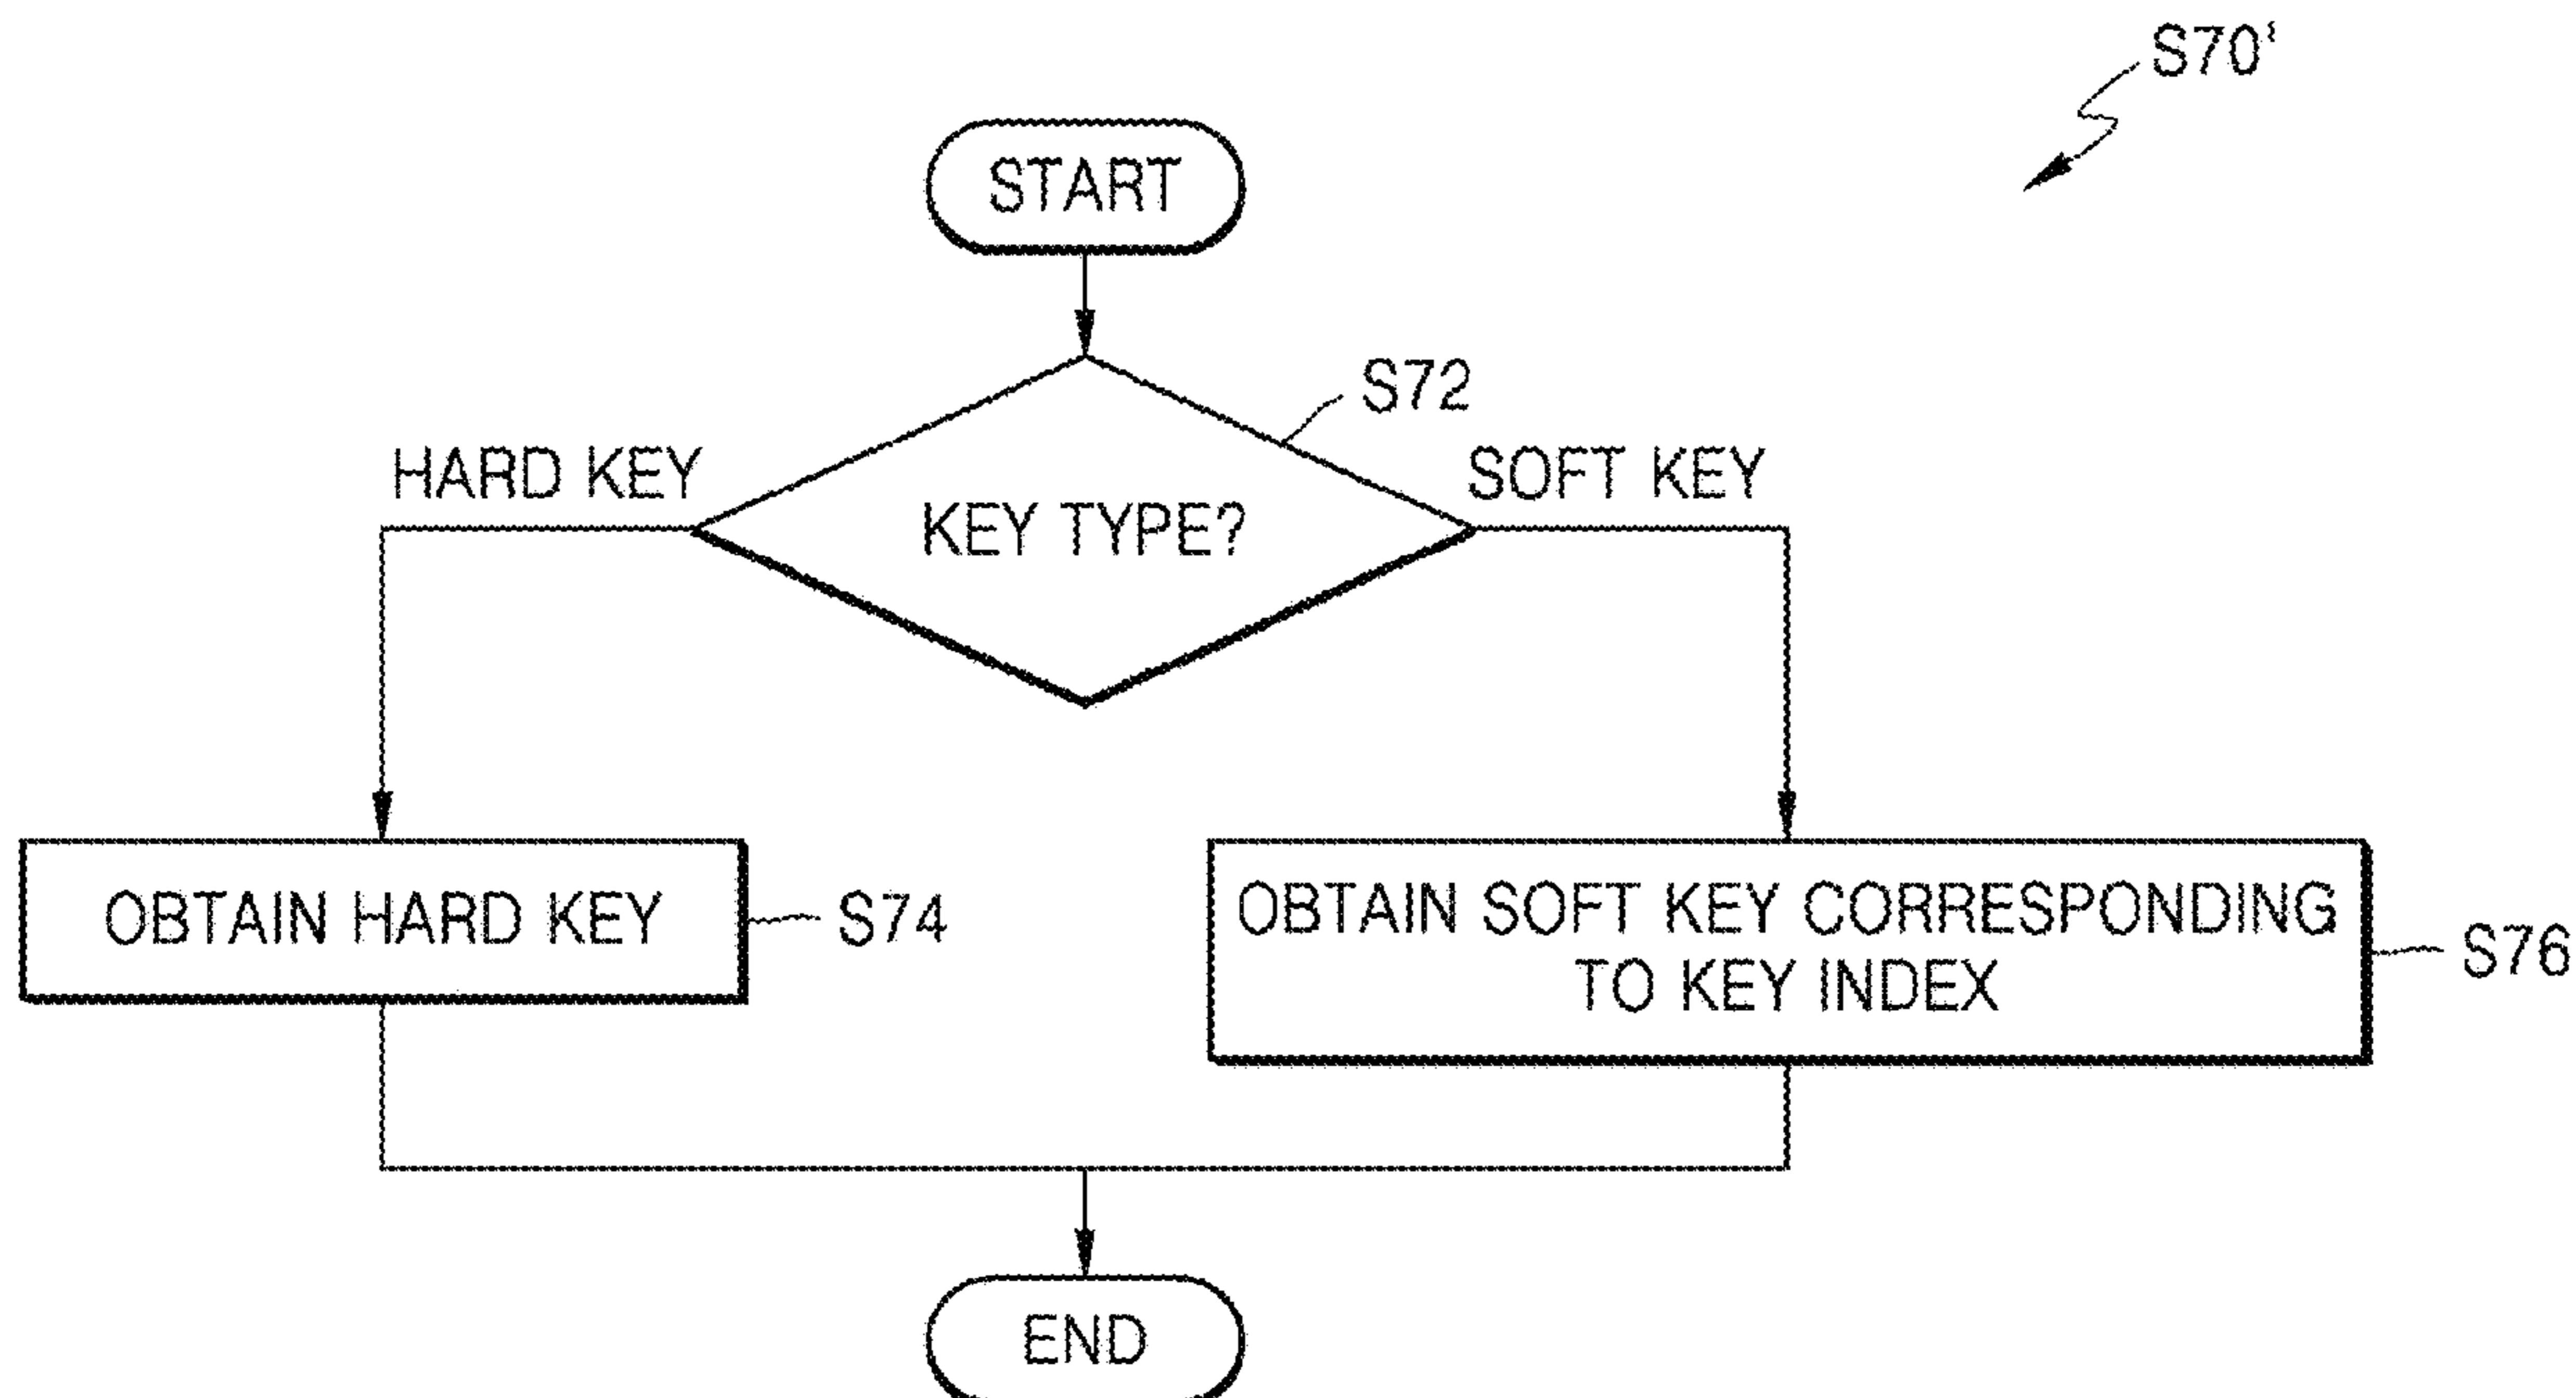 S70'
START
S72
HARD KEY
SOFT KEY
KEY TYPE?
OBTAIN HARD KEY
S74
OBTAIN SOFT KEY CORRESPONDING
TO KEY INDEX
S76
END